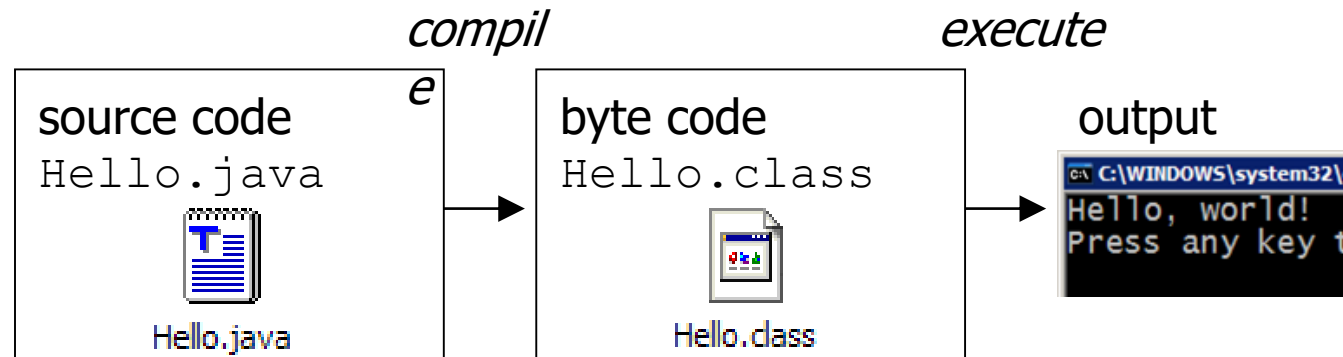 compil
e
execute
source code
Hello.java
Hello.java
byte code
Hello.class
Hello.class
output
C:\WINDOWS\system32\
Hello, world!
Press any key t